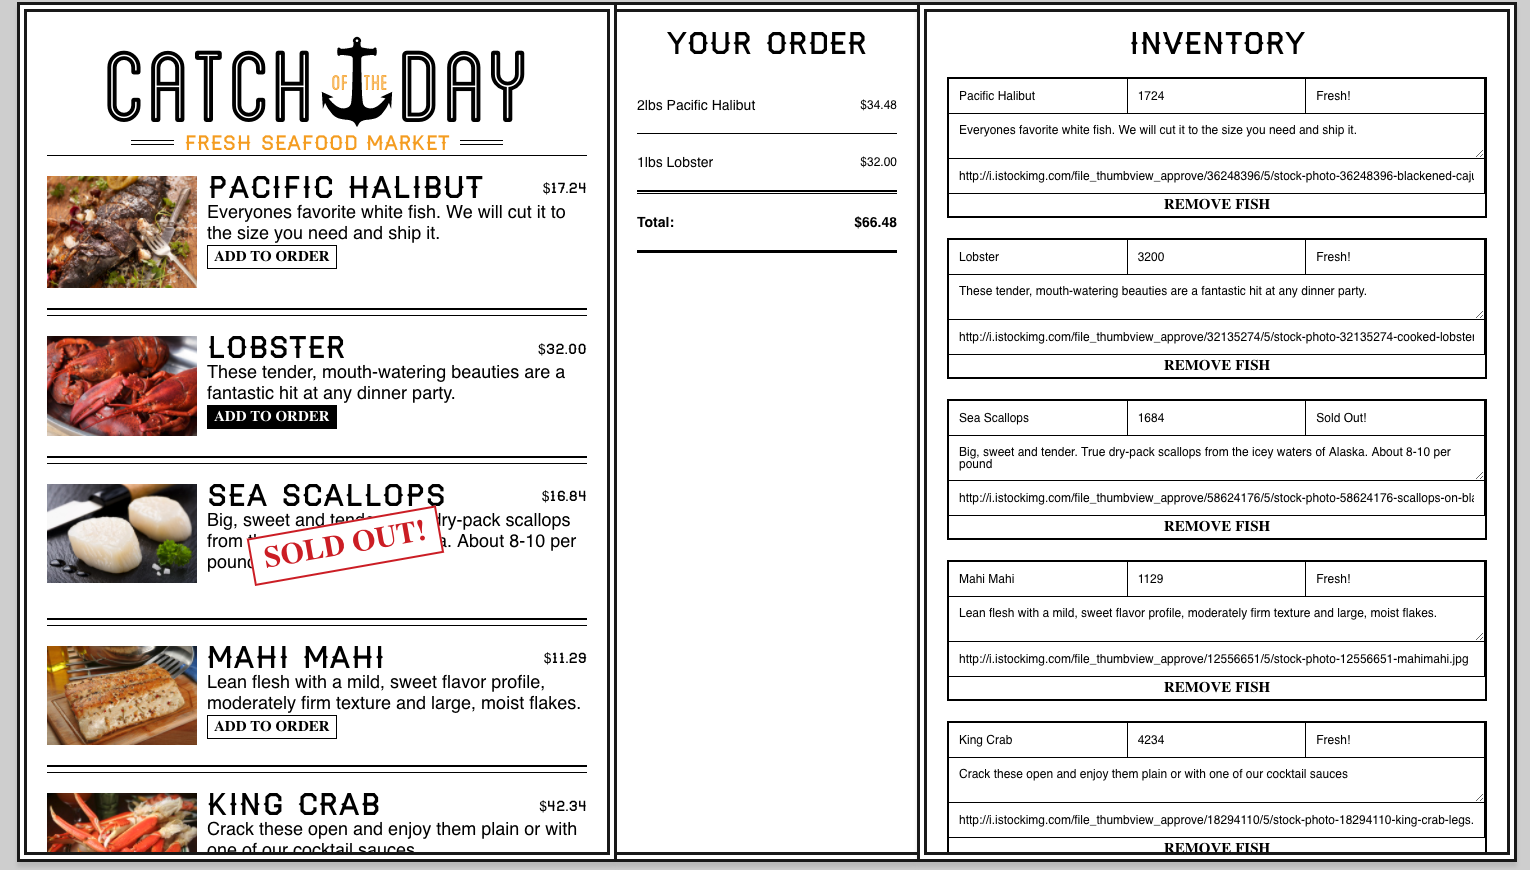 CATCH OF THE DAY
FRESH SEAFOOD MARKET
PACIFIC HALIBUT
$17.24
Everyones favorite white fish. We will cut it to
the size you need and ship it.
ADD TO ORDER
LOBSTER
$32.00
These tender, mouth-watering beauties are a
fantastic hit at any dinner party.
ADD TO ORDER
SEA SCALLOPS
$16.84
Big, sweet and dry-pack scallops
from About 8-10 per
SOLD OUT!
MAHI MAHI
$11.29
Lean flesh with a mild, sweet flavor profile,
moderately firm texture and large, moist flakes.
ADD TO ORDER
KING CRAB
$42.34
Crack these open and enjoy them plain or with
one of our cocktail sauces
YOUR ORDER
2lbs Pacific Halibut
$34.48
1lbs Lobster
$32.00
Total:
$66.48
INVENTORY
Pacific Halibut
1724
Fresh!
Everyones favorite white fish. We will cut it to the size you need and ship it.
http://i.istockimg.com/file_thumbview_approve/36248396/5/stock-photo-36248396-blackened-caju
REMOVE FISH
Lobster
3200
Fresh!
These tender, mouth-watering beauties are a fantastic hit at any dinner party.
http://i.istockimg.com/file_thumbview_approve/32135274/5/stock-photo-32135274-cooked-lobster
REMOVE FISH
Sea Scallops
1684
Sold Out!
Big, sweet and tender. True dry-pack scallops from the icey waters of Alaska. About 8-10 per
pound
http://i.istockimg.com/file_thumbview_approve/58624176/5/stock-photo-58624176-scallops-on-bla
REMOVE FISH
Mahi Mahi
1129
Fresh!
Lean flesh with a mild, sweet flavor profile, moderately firm texture and large, moist flakes.
http://i.istockimg.com/file_thumbview_approve/12556651/5/stock-photo-12556651-mahimahi.jpg
REMOVE FISH
King Crab
4234
Fresh!
Crack these open and enjoy them plain or with one of our cocktail sauces
http://i.istockimg.com/file_thumbview_approve/18294110/5/stock-photo-18294110-king-crab-legs.
REMOVE FISH